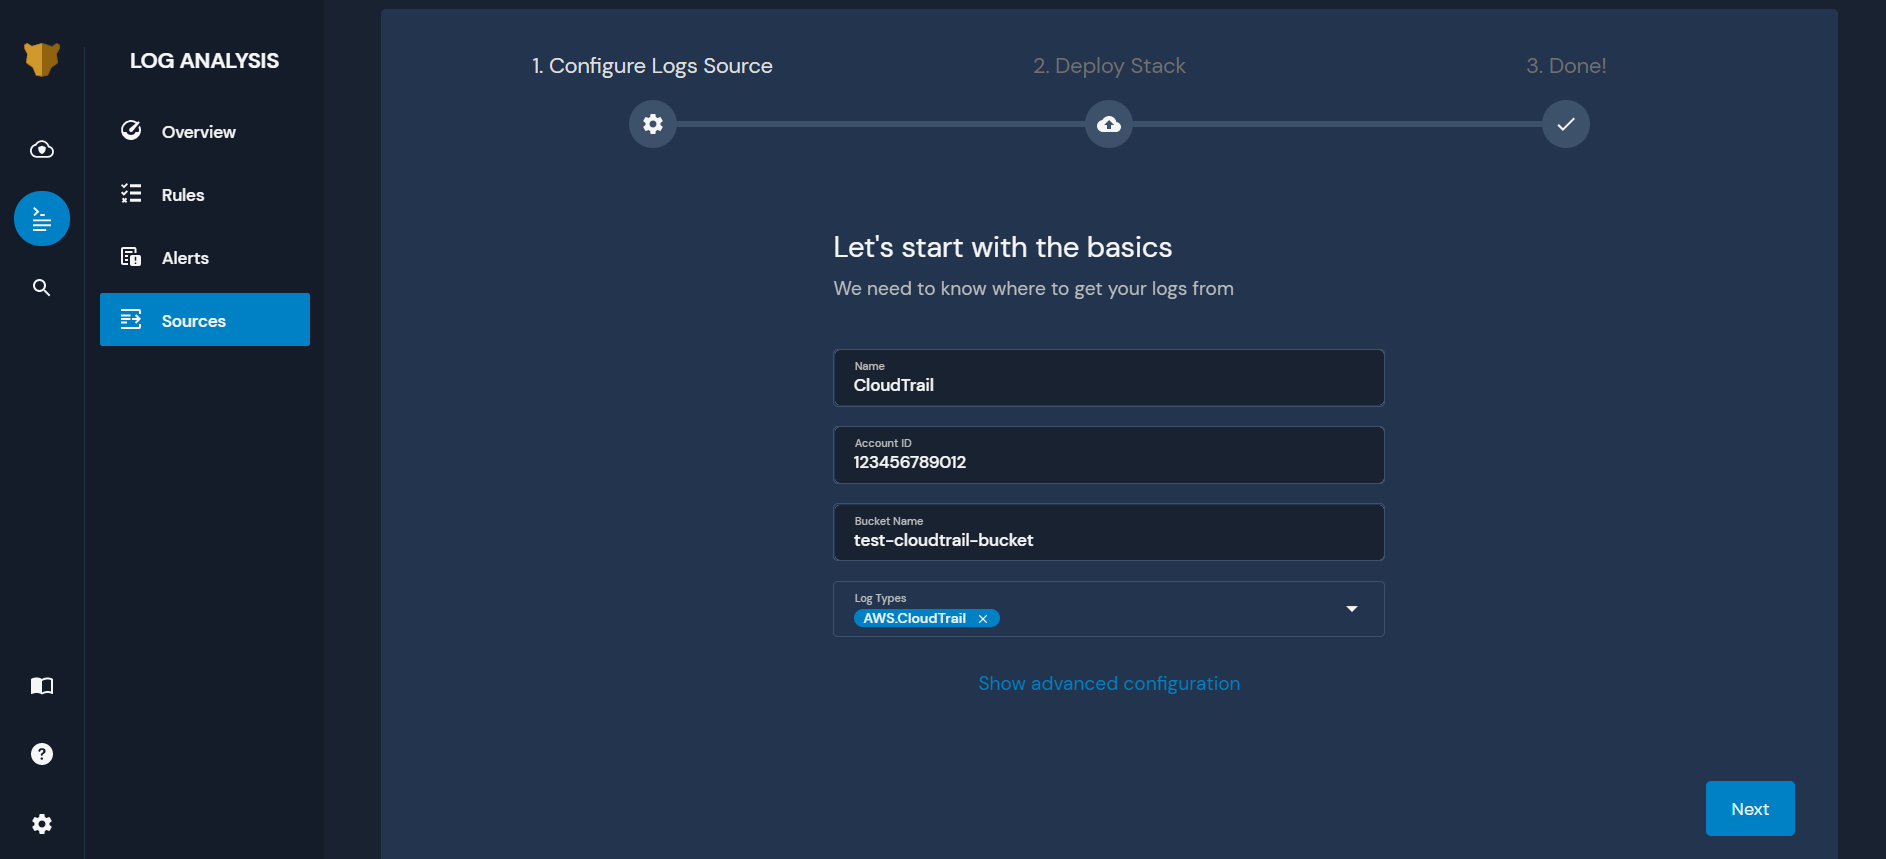 LOG ANALYSIS
Overview
Rules
Alerts
Sources
1. Configure Logs Source
2. Deploy Stack
3. Done!
Let's start with the basics
We need to know where to get your logs from
Name
CloudTrail
Account ID
123456789012
Bucket Name
test-cloudtrail-bucket
Log Types
AWS.CloudTrail
Show advanced configuration
Next